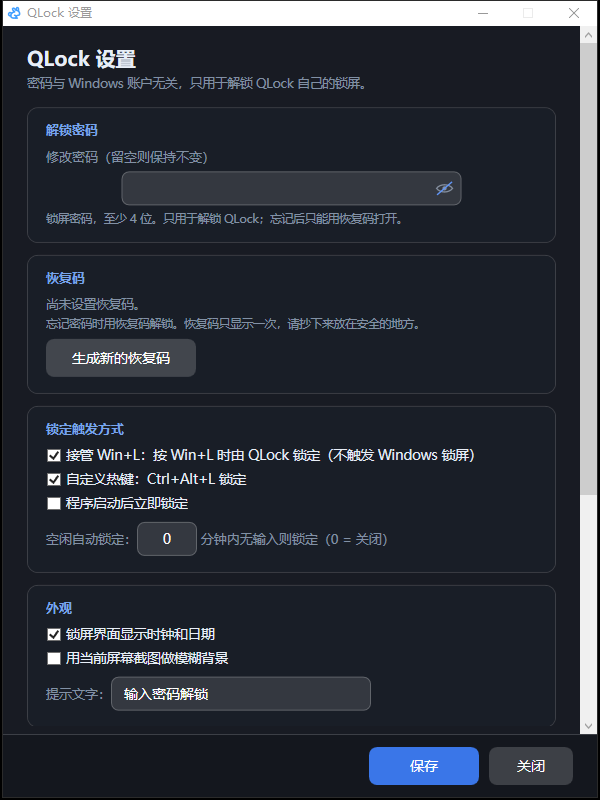 QLock 设置
QLock 设置
密码与 Windows 账户无关，只用于解锁 QLock 自己的锁屏。
解锁密码
修改密码（留空则保持不变）
锁屏密码，至少 4 位。只用于解锁 QLock；忘记后只能用恢复码打开。
恢复码
尚未设置恢复码。
忘记密码时用恢复码解锁。恢复码只显示一次，请抄下来放在安全的地方。
生成新的恢复码
锁定触发方式
接管 Win+L：按 Win+L 时由 QLock 锁定（不触发 Windows 锁屏）
自定义热键：Ctrl+Alt+L 锁定
程序启动后立即锁定
空闲自动锁定： 0 分钟内无输入则锁定（0 = 关闭）
外观
锁屏界面显示时钟和日期
用当前屏幕截图做模糊背景
提示文字： 输入密码解锁
保存 关闭